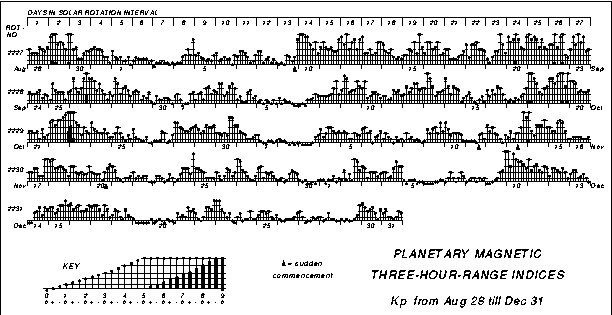 DAYS IN SOLAR ROTATION INTERVAL
1 2 3 4 5 6 7 8 9 10 11 12 13 14 15 16 17 18 19 20 21 22 23 24 25 26 27
ROT - NO
2227
Aug 28 30 5 10 15 20 23 Sep
2228
Sep 24 25 30 5 10 15 20 Oct
2229
Oct 21 25 30 5 10 15 16 Nov
2230
Nov 17 20 25 30 5 10 13 Dec
2231
Dec 14 15 20 25 30 31
KEY
0 1 2 3 4 5 6 7 8 9
= sudden
commencement
PLANETARY MAGNETIC
THREE-HOUR-RANGE INDICES
Kp from Aug 28 till Dec 31